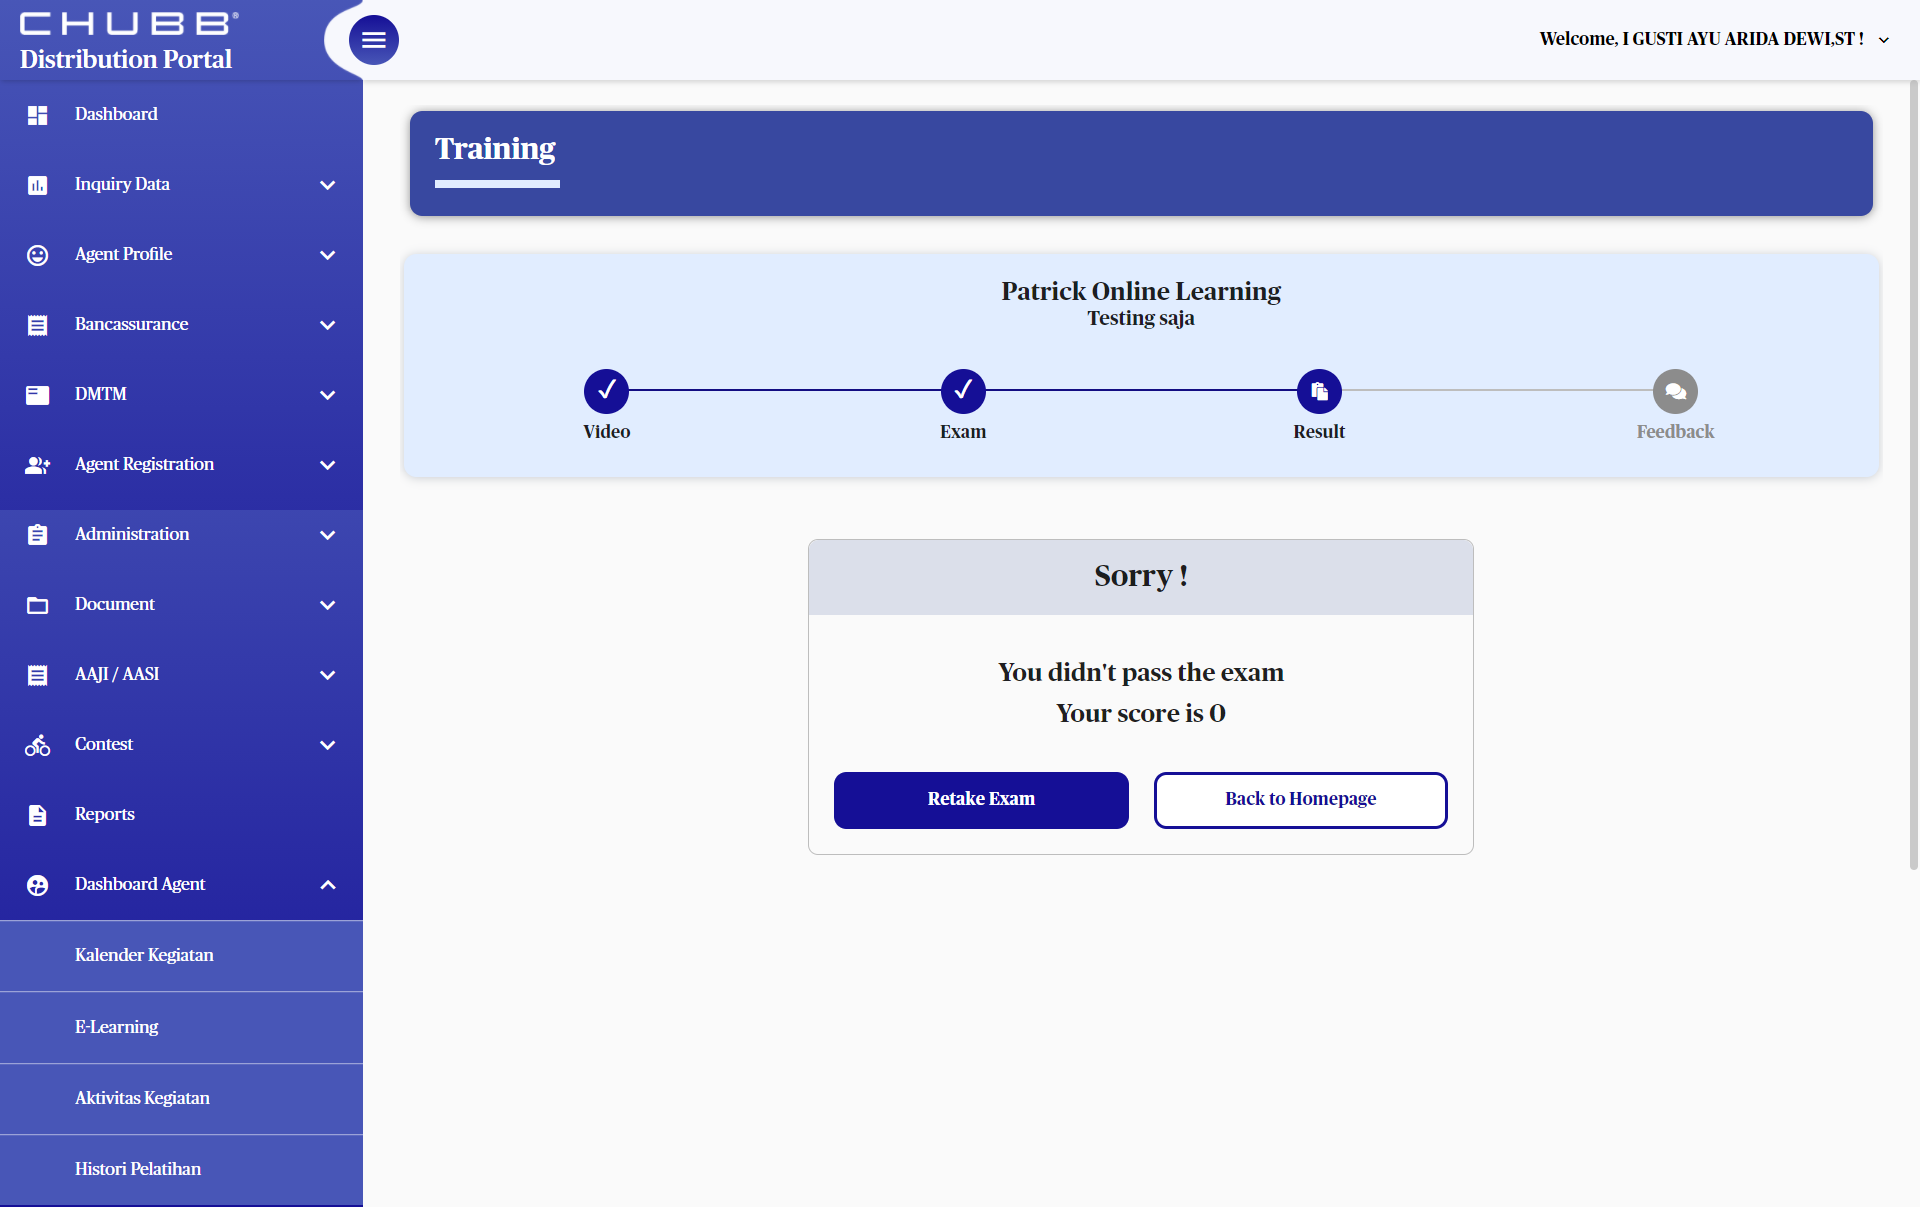 CHUBB®
Distribution Portal
Welcome, I GUSTI AYU ARIDA DEWI,ST !
Dashboard
Inquiry Data
Agent Profile
Bancassurance
DMTM
Agent Registration
Administration
Document
AAJI / AASI
Contest
Reports
Dashboard Agent
Kalender Kegiatan
E-Learning
Aktivitas Kegiatan
Histori Pelatihan
Training
Patrick Online Learning
Testing saja
Video
Exam
Result
Feedback
Sorry !
You didn't pass the exam
Your score is 0
Retake Exam
Back to Homepage